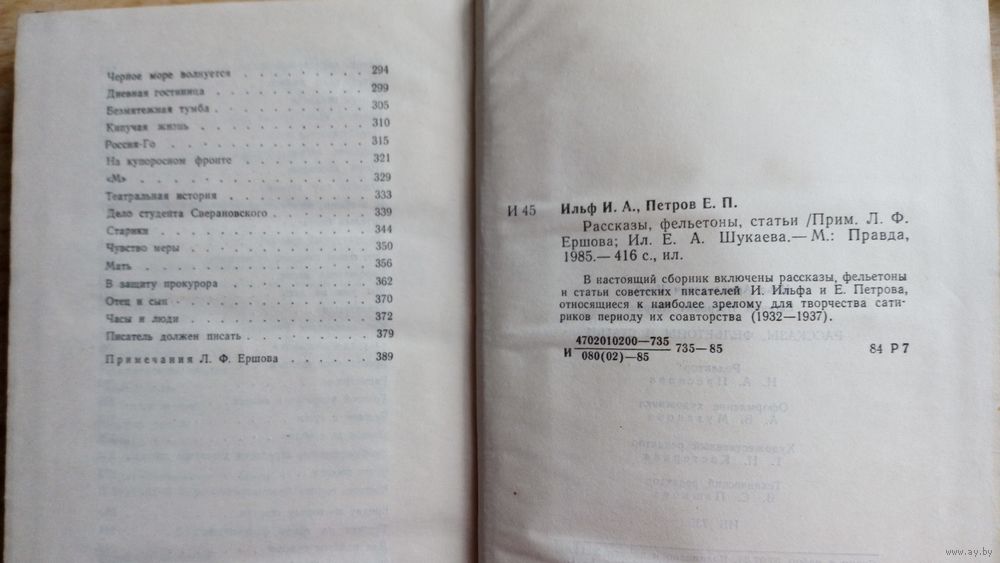 Черное море волнуется . . . . . . . . 294
Дневная гостиница . . . . . . . . . 299
Безмятежная тумба . . . . . . . . . 305
Кипучая жизнь . . . . . . . . . . 310
Россия-Го . . . . . . . . . . . . 315
На купоросном фронте . . . . . . . . 321
«М» . . . . . . . . . . . . . . 329
Театральная история . . . . . . . . 333
Дело студента Сверановского . . . . . . 339
Старики . . . . . . . . . . . . 344
Чувство меры . . . . . . . . . . 350
Мать . . . . . . . . . . . . . 356
В защиту прокурора . . . . . . . . 362
Отец и сын . . . . . . . . . . . 370
Часы и люди . . . . . . . . . . . 372
Писатель должен писать . . . . . . . 379
Примечания Л. Ф. Ершова . . . . . . 389
И 45
Ильф И. А., Петров Е. П.
Рассказы, фельетоны, статьи /Прим. Л. Ф.
Ершова; Ил. Е. А. Шукаева.— М.: Правда,
1985.— 416 с., ил.
В настоящий сборник включены рассказы, фельетоны
и статьи советских писателей И. Ильфа и Е. Петрова,
относящиеся к наиболее зрелому для творчества сати-
риков периоду их соавторства (1932—1937).
И 4702010200—735
080(02)—85 735—85
84 Р 7
www.ay.by